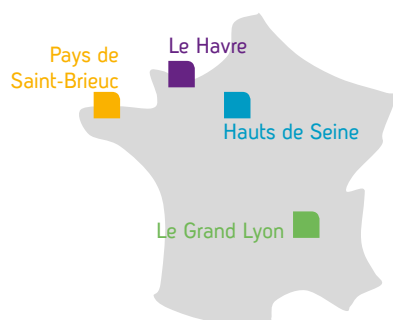 Le Havre
Pays de
Saint-Brieuc
Hauts de Seine
Le Grand Lyon